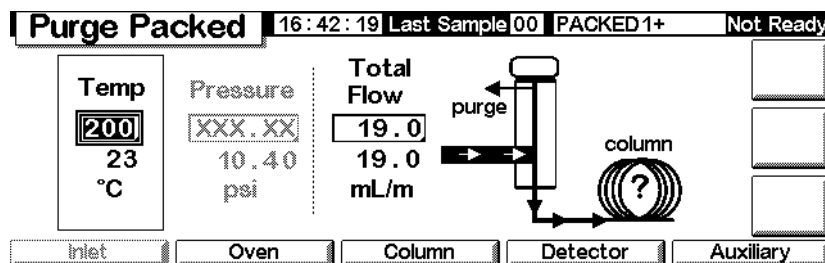 Purge Packed 16:42:19 Last Sample 00 PACKED1+ Not Ready
Temp
200
23
°C
Pressure
XXX.XX
10.40
psi
Total
Flow
19.0
19.0
mL/m
purge
column
?
Inlet Oven Column Detector Auxiliary